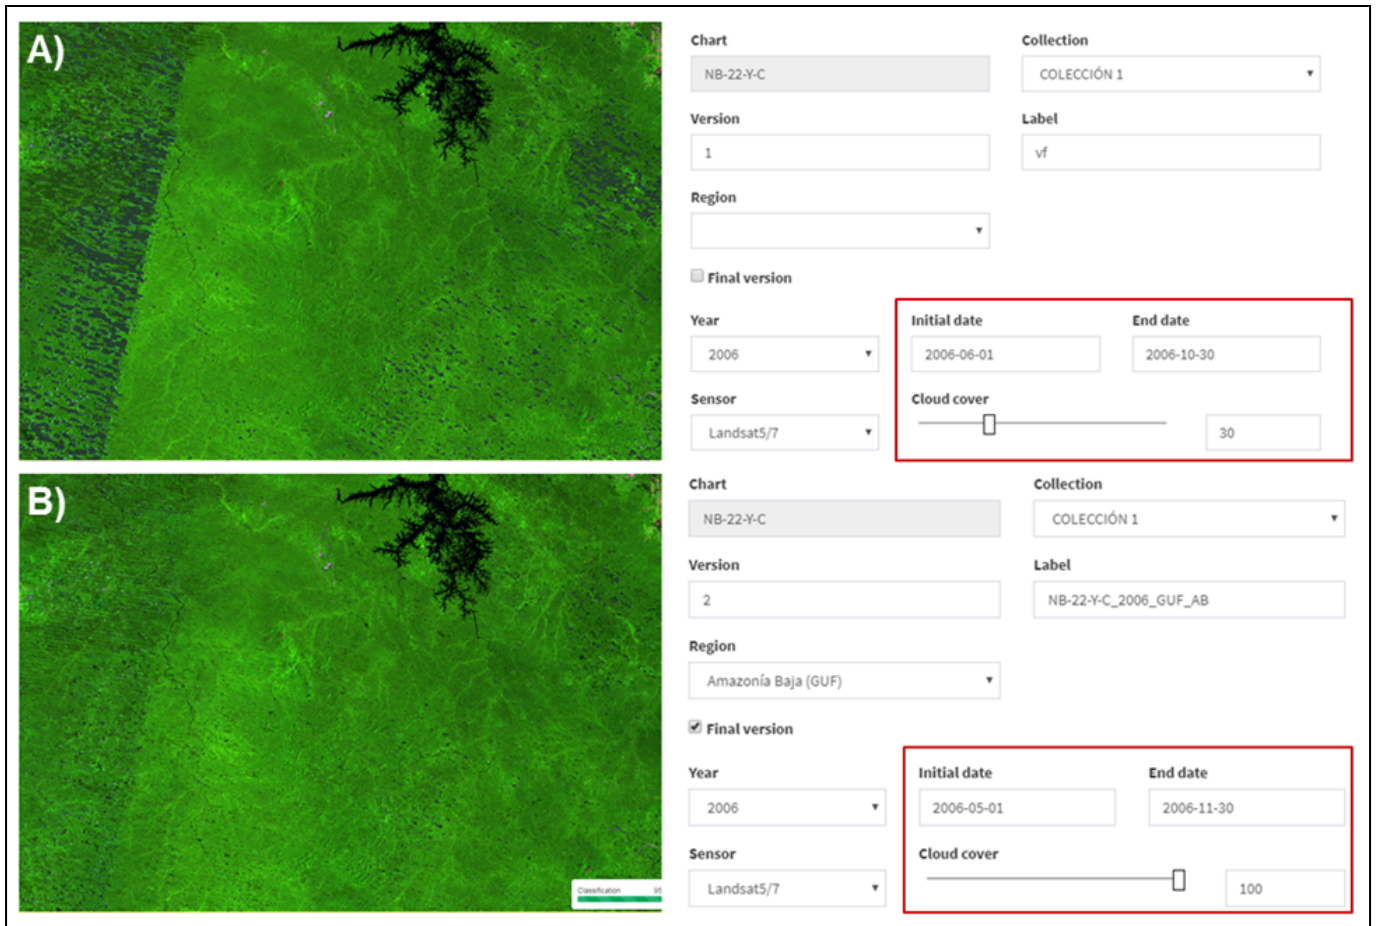 A)
Chart
Collection
NB-22-Y-C
COLECCIÓN 1
Version
Label
1
vf
Region
Final version
Year
Initial date
End date
2006
2006-06-01
2006-10-30
Sensor
Cloud cover
Landsat5/7
30
B)
Chart
Collection
NB-22-Y-C
COLECCIÓN 1
Version
Label
2
NB-22-Y-C_2006_GUF_AB
Region
Amazonía Baja (GUF)
Final version
Year
Initial date
End date
2006
2006-05-01
2006-11-30
Sensor
Cloud cover
Landsat5/7
100
Classification